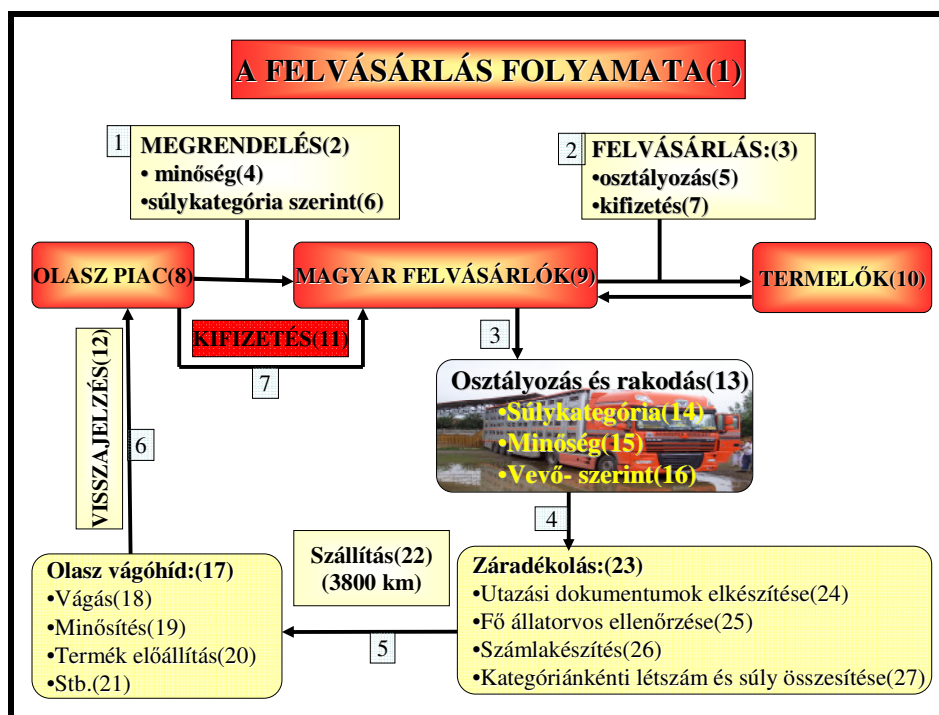 A FELVÁSÁRLÁS FOLYAMATA(1)
1
MEGRENDELÉS(2)
• minőség(4)
•súlykategória szerint(6)
2
FELVÁSÁRLÁS:(3)
•osztályozás(5)
•kifizetés(7)
OLASZ PIAC(8)
MAGYAR FELVÁSÁRLÓK(9)
TERMELŐK(10)
KIFIZETÉS(11)
7
3
VISSZAJELZÉS(12)
6
Osztályozás és rakodás(13)
•Súlykategória(14)
•Minőség(15)
•Vevő- szerint(16)
4
Szállítás(22)
(3800 km)
5
Olasz vágóhíd:(17)
•Vágás(18)
•Minősítés(19)
•Termék előállítás(20)
•Stb.(21)
Záradékolás:(23)
•Utazási dokumentumok elkészítése(24)
•Fő állatorvos ellenőrzése(25)
•Számlakészítés(26)
•Kategóriánkénti létszám és súly összesítése(27)